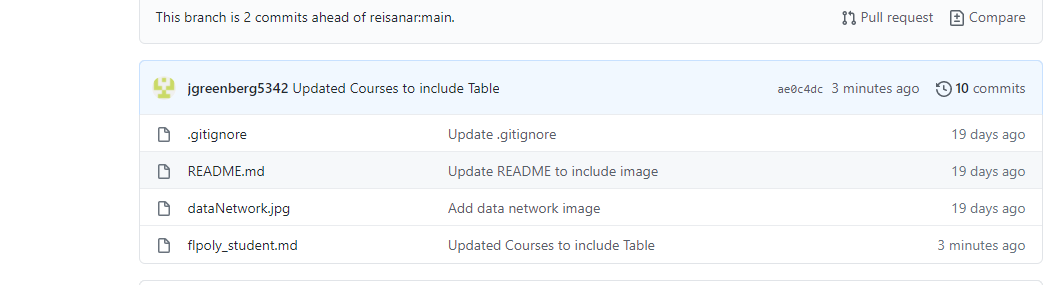 This branch is 2 commits ahead of reisanar:main. Pull request Compare
jgreenberg5342 Updated Courses to include Table ae0c4dc 3 minutes ago 10 commits
.gitignore Update .gitignore 19 days ago
README.md Update README to include image 19 days ago
dataNetwork.jpg Add data network image 19 days ago
flpoly_student.md Updated Courses to include Table 3 minutes ago